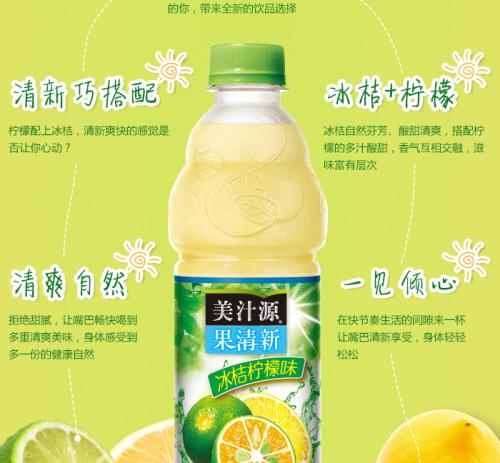 的你，带来全新的饮品选择
清新巧搭配
柠檬配上冰桔，清新爽快的感觉是
否让你心动？
冰桔+柠檬
冰桔自然芬芳、酸甜清爽，搭配柠
檬的多汁酸甜，香气互相交融，滋
味富有层次
清爽自然
拒绝甜腻，让嘴巴畅快喝到
多重清爽美味，身体感受到
多一份的健康自然
一见倾心
在快节奏生活的间隙来一杯
让嘴巴清新享受，身体轻轻
松松
美汁源
果清新
冰桔柠檬味